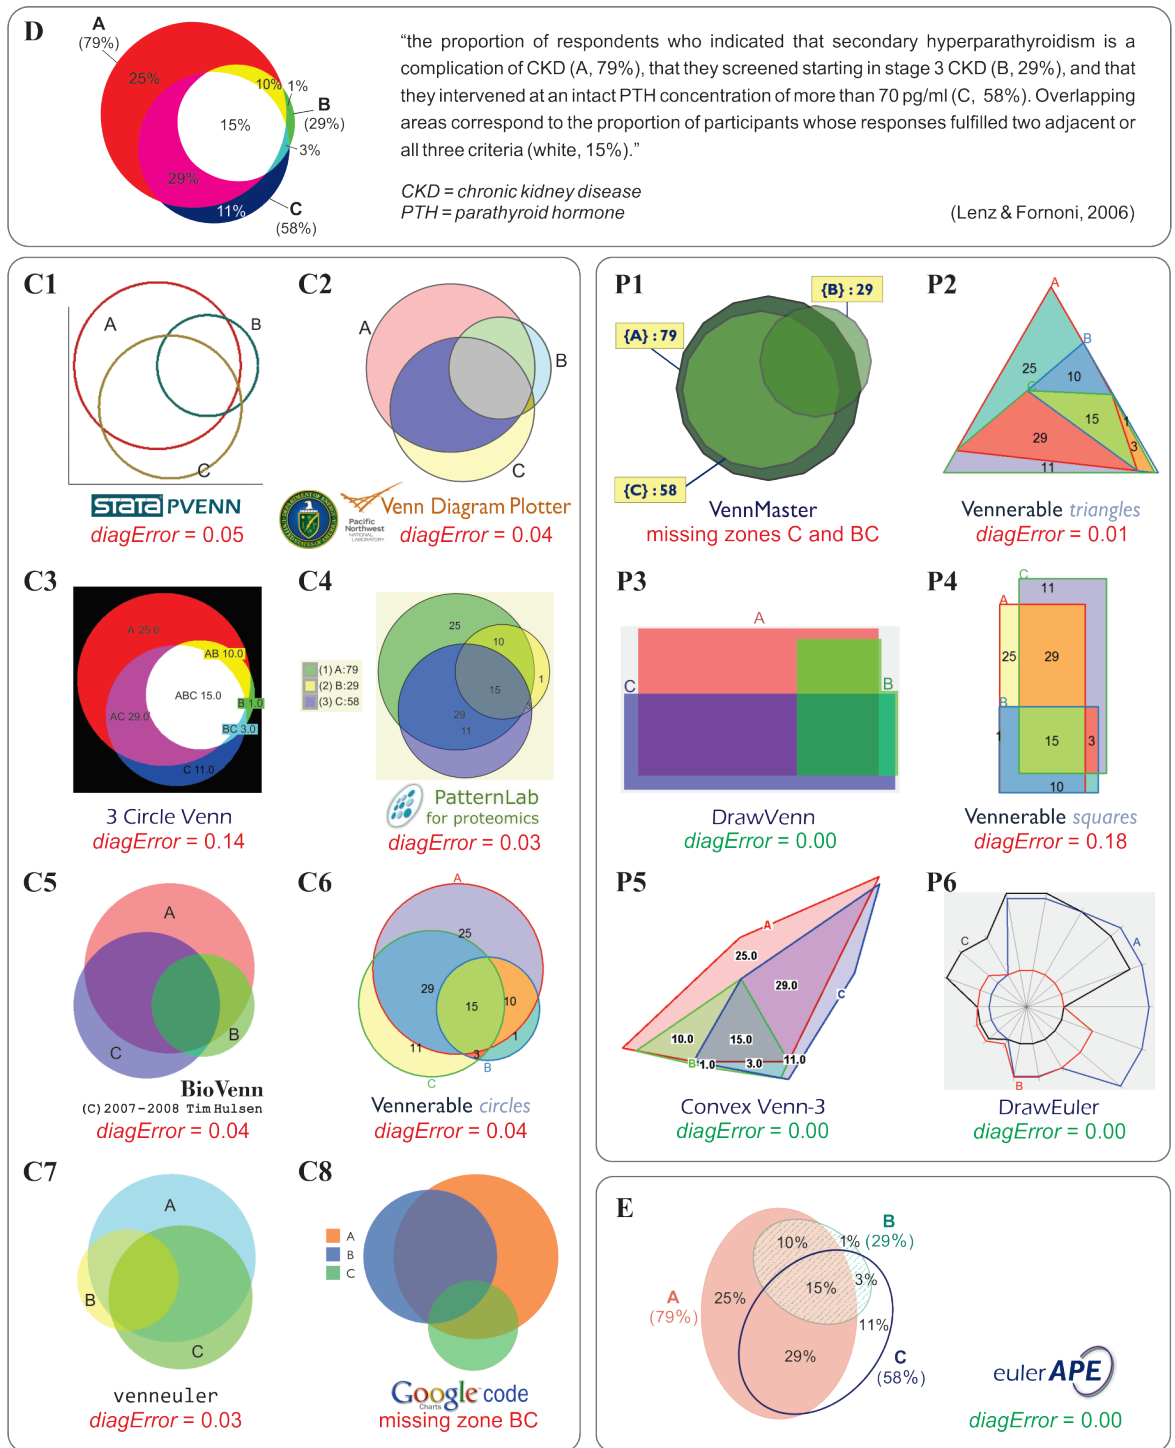 D
A
(79%)
25%
10%
1%
B
(29%)
15%
3%
29%
11%
C
(58%)
“the proportion of respondents who indicated that secondary hyperparathyroidism is a
complication of CKD (A, 79%), that they screened starting in stage 3 CKD (B, 29%), and that
they intervened at an intact PTH concentration of more than 70 pg/ml (C, 58%). Overlapping
areas correspond to the proportion of participants whose responses fulfilled two adjacent or
all three criteria (white, 15%).”
CKD = chronic kidney disease
PTH = parathyroid hormone
(Lenz & Fornoni, 2006)
C1
A
B
C
STATA PVENN
diagError = 0.05
C2
A
B
C
Pacific
Northwest
NATIONAL
LABORATORY
Venn Diagram Plotter
diagError = 0.04
C3
A 25.0
AB 10.0
ABC 15.0
B 1.0
AC 29.0
BC 3.0
C 11.0
3 Circle Venn
diagError = 0.14
C4
(1) A:79
(2) B:29
(3) C:58
25
10
1
15
3
29
11
PatternLab
for proteomics
diagError = 0.03
C5
A
B
C
BioVenn
(C) 2007-2008 Tim Hulsen
diagError = 0.04
C6
A
25
29
15
10
1
11
3
B
C
Vennerable circles
diagError = 0.04
C7
A
B
C
venneuler
diagError = 0.03
C8
A
B
C
Google code
Charts
missing zone BC
P1
{B} : 29
{A} : 79
{C} : 58
VennMaster
missing zones C and BC
P2
A
B
25
10
C
15
1
29
3
11
Vennerable triangles
diagError = 0.01
P3
A
C
B
DrawVenn
diagError = 0.00
P4
C
11
A
25
29
B
1
15
3
10
Vennerable squares
diagError = 0.18
P5
A
25.0
29.0
C
10.0
15.0
B
1.0
3.0
11.0
Convex Venn-3
diagError = 0.00
P6
C
A
B
DrawEuler
diagError = 0.00
E
B
(29%)
10%
1%
15%
3%
A
(79%)
25%
11%
29%
C
(58%)
euler APE
diagError = 0.00